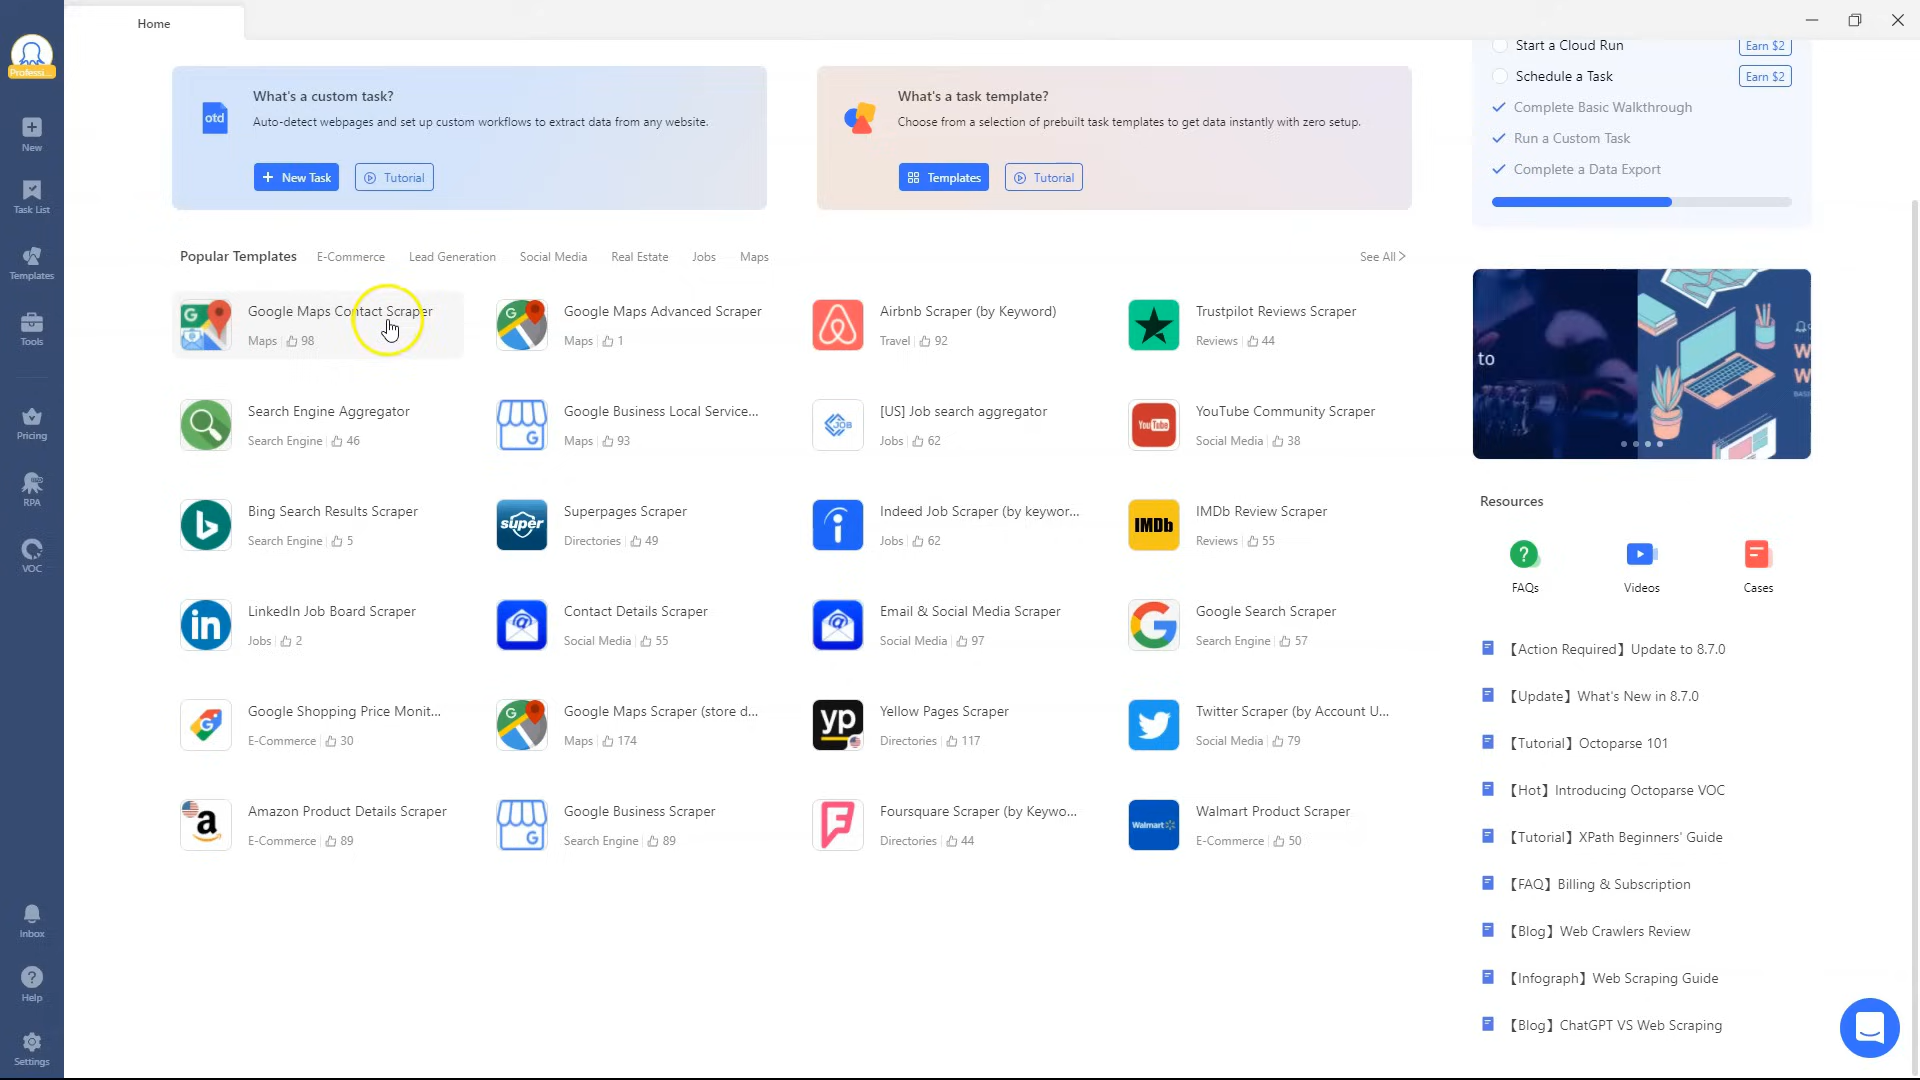 Home
Professi...
New
Task List
Templates
Tools
Pricing
RPA
VOC
Inbox
Help
Settings
What's a custom task?
otd
Auto-detect webpages and set up custom workflows to extract data from any website.
+ New Task
Tutorial
What's a task template?
Choose from a selection of prebuilt task templates to get data instantly with zero setup.
Templates
Tutorial
Start a Cloud Run
Earn $2
Schedule a Task
Earn $2
Complete Basic Walkthrough
Run a Custom Task
Complete a Data Export
Popular Templates E-Commerce Lead Generation Social Media Real Estate Jobs Maps See All >
Google Maps Contact Scraper
Maps 98
Google Maps Advanced Scraper
Maps 1
Airbnb Scraper (by Keyword)
Travel 92
Trustpilot Reviews Scraper
Reviews 44
Search Engine Aggregator
Search Engine 46
Google Business Local Service...
Maps 93
JOB
[US] Job search aggregator
Jobs 62
YouTube
YouTube Community Scraper
Social Media 38
Bing Search Results Scraper
Search Engine 5
super
Superpages Scraper
Directories 49
Indeed Job Scraper (by keywor...
Jobs 62
IMDb
IMDb Review Scraper
Reviews 55
in
LinkedIn Job Board Scraper
Jobs 2
Contact Details Scraper
Social Media 55
Email & Social Media Scraper
Social Media 97
Google Search Scraper
Search Engine 57
Google Shopping Price Monit...
E-Commerce 30
Google Maps Scraper (store d...
Maps 174
yp
Yellow Pages Scraper
Directories 117
Twitter Scraper (by Account U...
Social Media 79
a
Amazon Product Details Scraper
E-Commerce 89
Google Business Scraper
Search Engine 89
Foursquare Scraper (by Keywo...
Directories 44
Walmart
Walmart Product Scraper
E-Commerce 50
to
Resources
FAQs
Videos
Cases
【Action Required】Update to 8.7.0
【Update】What's New in 8.7.0
【Tutorial】Octoparse 101
【Hot】Introducing Octoparse VOC
【Tutorial】XPath Beginners' Guide
【FAQ】Billing & Subscription
【Blog】Web Crawlers Review
【Infograph】Web Scraping Guide
【Blog】ChatGPT VS Web Scraping